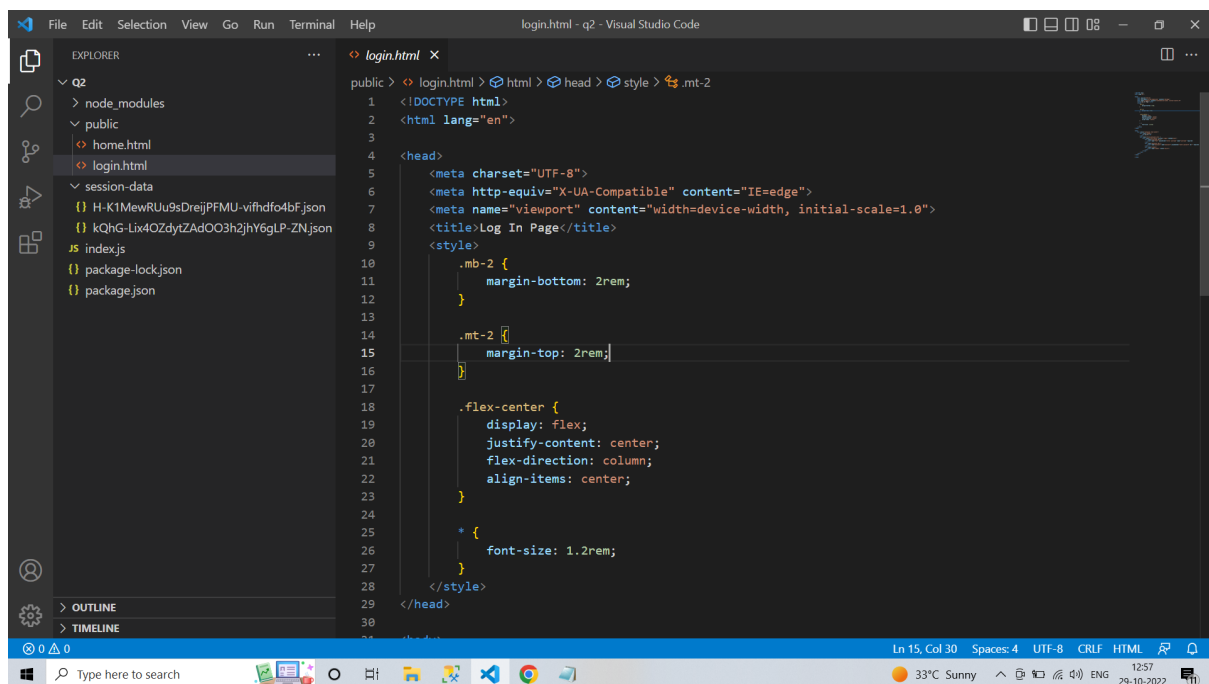 File Edit Selection View Go Run Terminal Help login.html - q2 - Visual Studio Code
EXPLORER
Q2
node_modules
public
home.html
login.html
session-data
{} H-K1MewRUu9sDreijPFMU-vifhdfo4bF.json
{} kQhG-Lix4OZdytZAdOO3h2jhY6gLP-ZN.json
JS index.js
{} package-lock.json
{} package.json
OUTLINE
TIMELINE
<> login.html
public > <> login.html > html > head > style > .mt-2
1 <!DOCTYPE html>
2 <html lang="en">
3
4 <head>
5 <meta charset="UTF-8">
6 <meta http-equiv="X-UA-Compatible" content="IE=edge">
7 <meta name="viewport" content="width=device-width, initial-scale=1.0">
8 <title>Log In Page</title>
9 <style>
10 .mb-2 {
11 margin-bottom: 2rem;
12 }
13
14 .mt-2 {
15 margin-top: 2rem;
16 }
17
18 .flex-center {
19 display: flex;
20 justify-content: center;
21 flex-direction: column;
22 align-items: center;
23 }
24
25 * {
26 font-size: 1.2rem;
27 }
28 </style>
29 </head>
30
0 0 Ln 15, Col 30 Spaces: 4 UTF-8 CRLF HTML
Type here to search 33°C Sunny ENG 12:57
29-10-2022